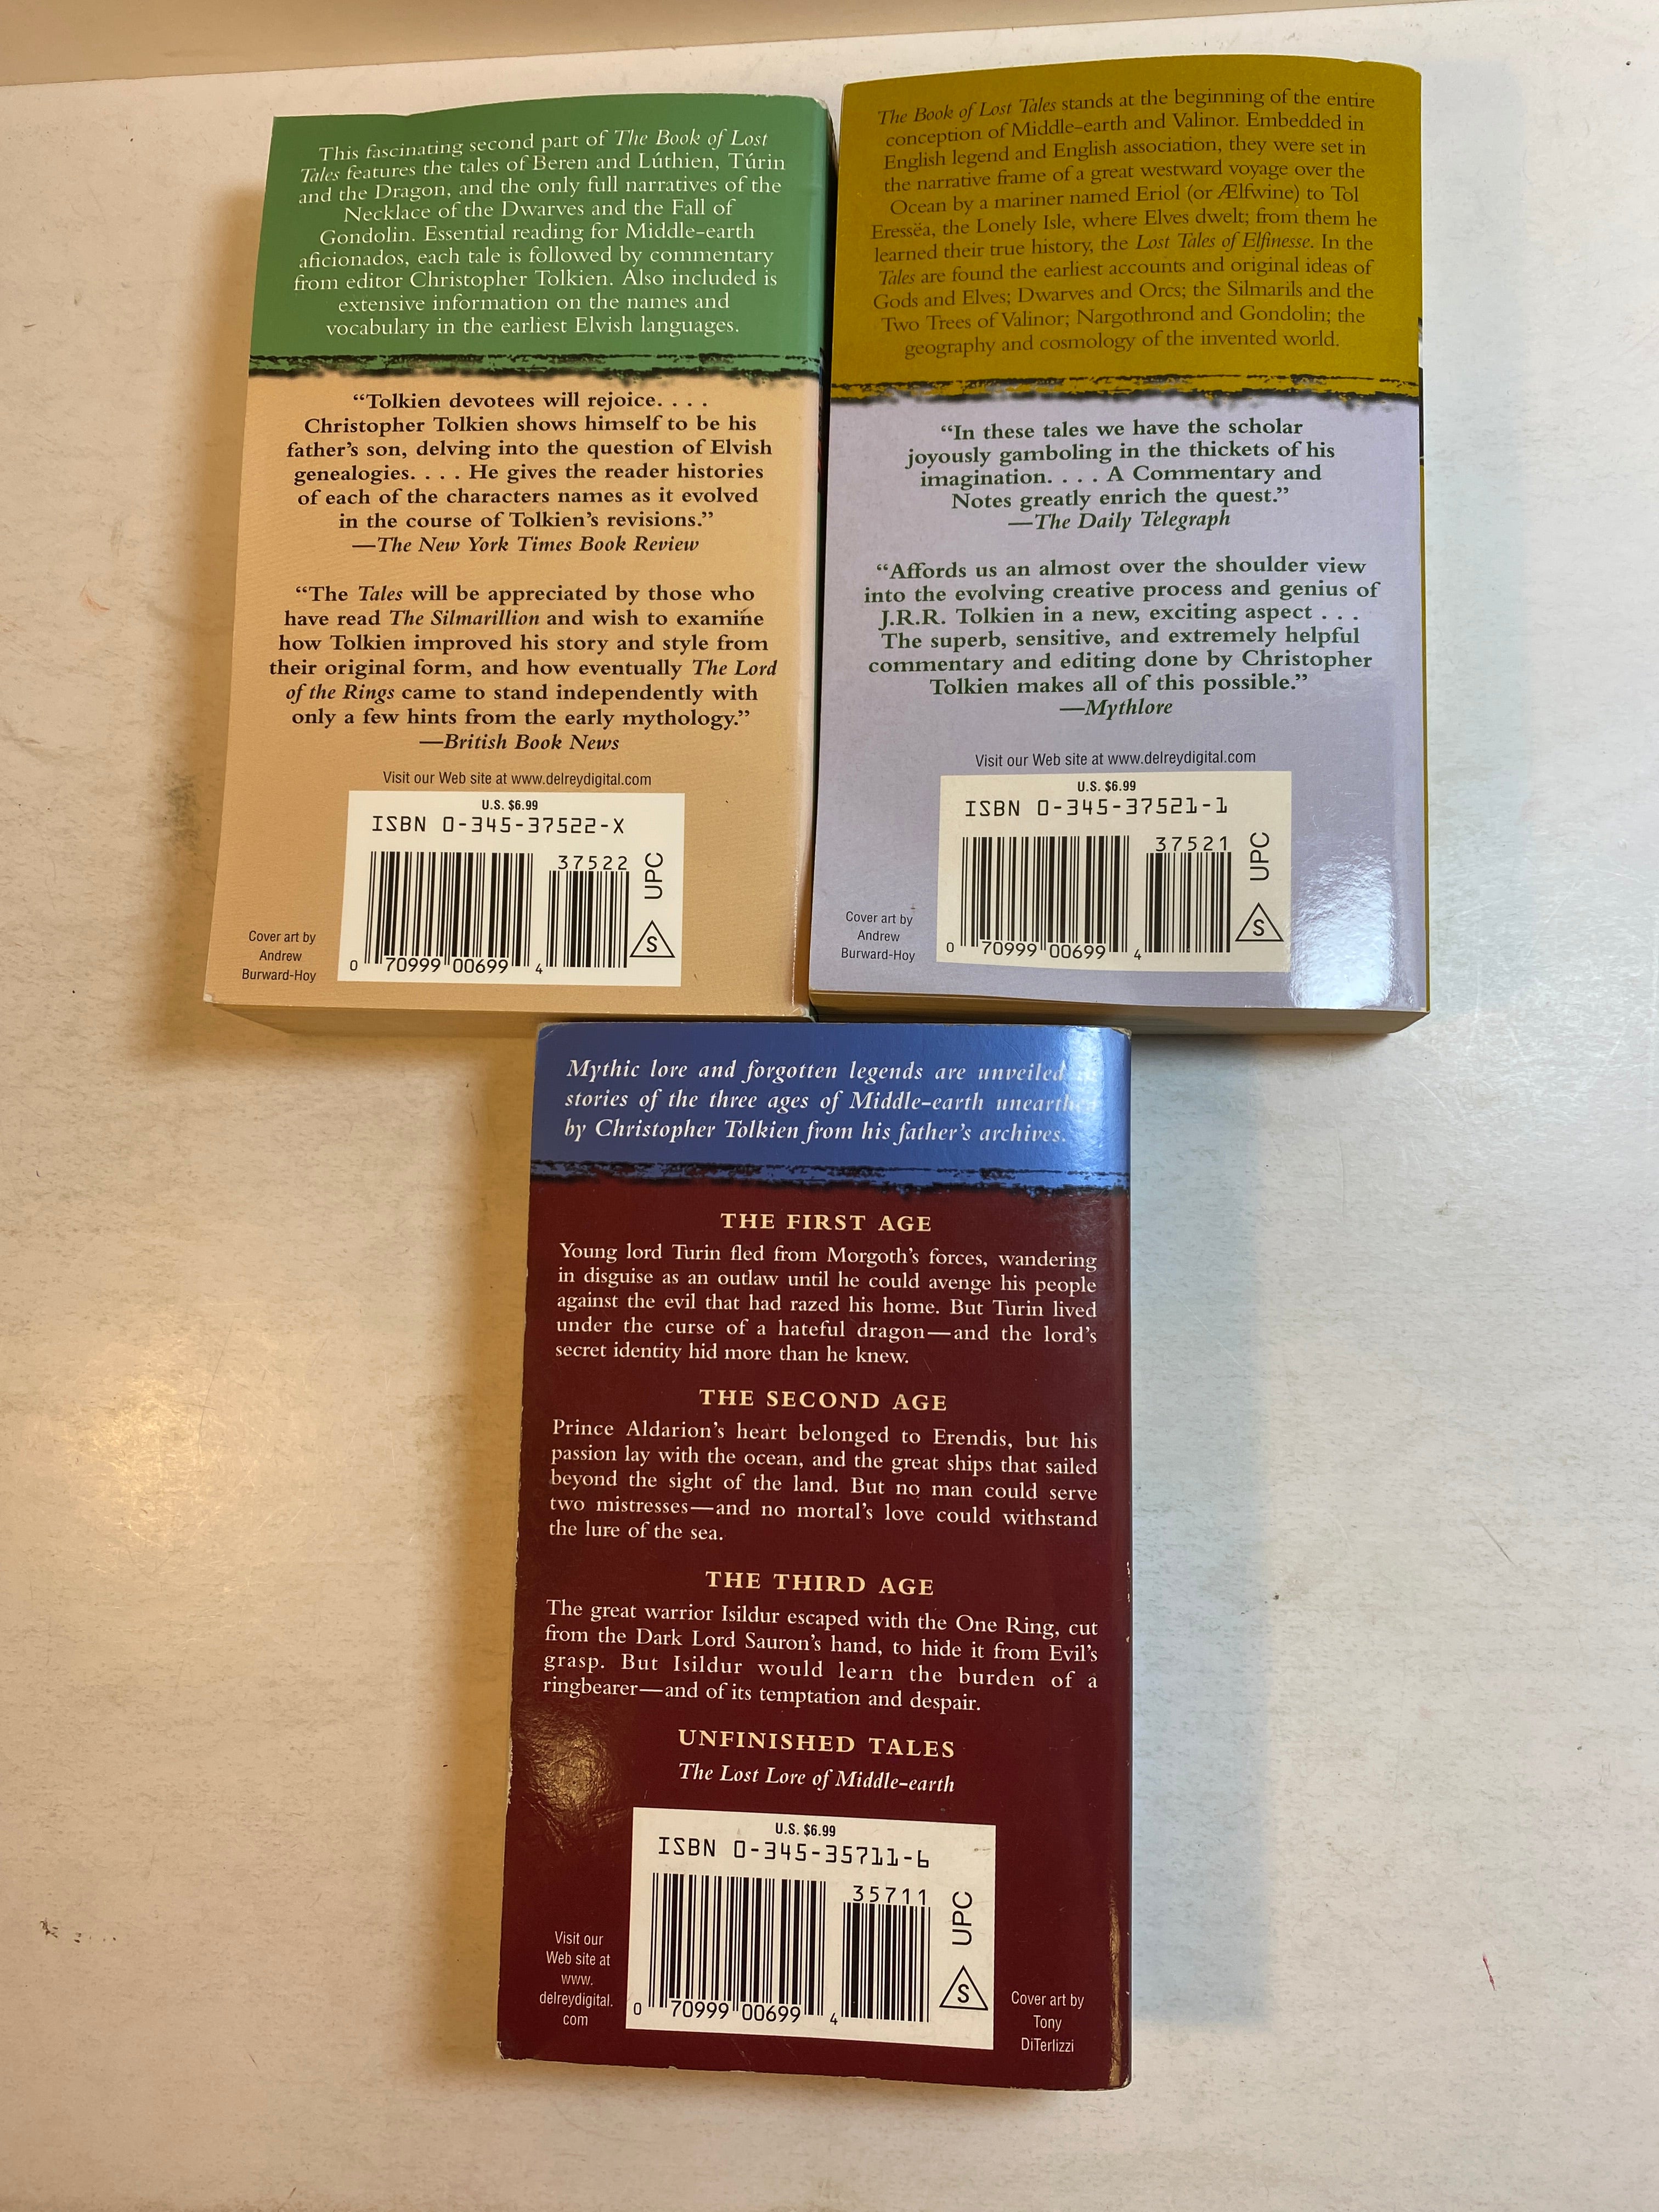 This fascinating second part of The Book of Lost
Tales features the tales of Beren and Lúthien, Túrin
and the Dragon, and the only full narratives of the
Necklace of the Dwarves and the Fall of
Gondolin. Essential reading for Middle-earth
aficionados, each tale is followed by commentary
from editor Christopher Tolkien. Also included is
extensive information on the names and
vocabulary in the earliest Elvish languages.
“Tolkien devotees will rejoice. . . .
Christopher Tolkien shows himself to be his
father’s son, delving into the question of Elvish
genealogies. . . . He gives the reader histories
of each of the characters names as it evolved
in the course of Tolkien’s revisions.”
—The New York Times Book Review
“The Tales will be appreciated by those who
have read The Silmarillion and wish to examine
how Tolkien improved his story and style from
their original form, and how eventually The Lord
of the Rings came to stand independently with
only a few hints from the early mythology.”
—British Book News
Visit our Web site at www.delreydigital.com
U.S. $6.99
ISBN 0-345-37522-X
37522
UPC
S
0 70999 00699 4
Cover art by
Andrew
Burward-Hoy
The Book of Lost Tales stands at the beginning of the entire
conception of Middle-earth and Valinor. Embedded in
English legend and English association, they were set in
the narrative frame of a great westward voyage over the
Ocean by a mariner named Eriol (or Ælfwine) to Tol
Eressëa, the Lonely Isle, where Elves dwelt; from them he
learned their true history, the Lost Tales of Elfinesse. In the
Tales are found the earliest accounts and original ideas of
Gods and Elves; Dwarves and Orcs; the Silmarils and the
Two Trees of Valinor; Nargothrond and Gondolin; the
geography and cosmology of the invented world.
“In these tales we have the scholar
joyously gamboling in the thickets of his
imagination. . . . A Commentary and
Notes greatly enrich the quest.”
—The Daily Telegraph
“Affords us an almost over the shoulder view
into the evolving creative process and genius of
J.R.R. Tolkien in a new, exciting aspect . . .
The superb, sensitive, and extremely helpful
commentary and editing done by Christopher
Tolkien makes all of this possible.”
—Mythlore
Visit our Web site at www.delreydigital.com
U.S. $6.99
ISBN 0-345-37521-1
37521
UPC
S
0 70999 00699 4
Cover art by
Andrew
Burward-Hoy
Mythic lore and forgotten legends are unveiled
stories of the three ages of Middle-earth
by Christopher Tolkien from his father’s archives.
THE FIRST AGE
Young lord Turin fled from Morgoth’s forces, wandering
in disguise as an outlaw until he could avenge his people
against the evil that had razed his home. But Turin lived
under the curse of a hateful dragon—and the lord’s
secret identity hid more than he knew.
THE SECOND AGE
Prince Aldarion’s heart belonged to Erendis, but his
passion lay with the ocean, and the great ships that sailed
beyond the sight of the land. But no man could serve
two mistresses—and no mortal’s love could withstand
the lure of the sea.
THE THIRD AGE
The great warrior Isildur escaped with the One Ring, cut
from the Dark Lord Sauron’s hand, to hide it from Evil’s
grasp. But Isildur would learn the burden of a
ringbearer—and of its temptation and despair.
UNFINISHED TALES
The Lost Lore of Middle-earth
U.S. $6.99
ISBN 0-345-35711-6
35711
UPC
S
0 70999 00699 4
Visit our
Web site at
www.
delreydigital.
com
Cover art by
Tony
DiTerlizzi